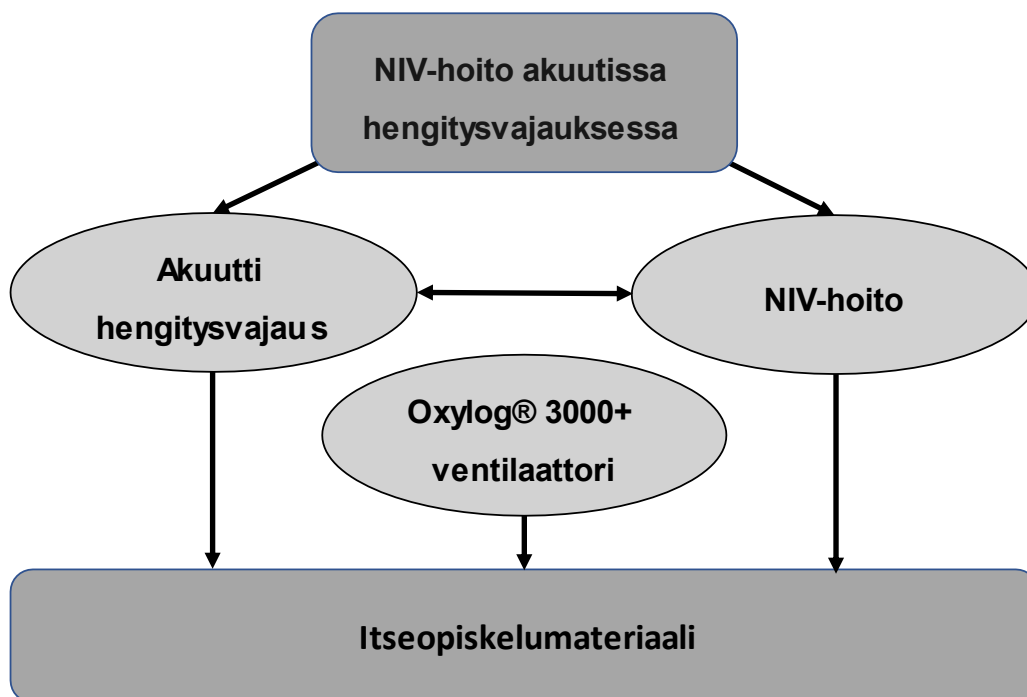 NIV-hoito akuutissa
hengitysvajauksessa
Akuutti
hengitysvajaus
NIV-hoito
Oxylog® 3000+
ventilaattori
Itseopiskelumateriaali